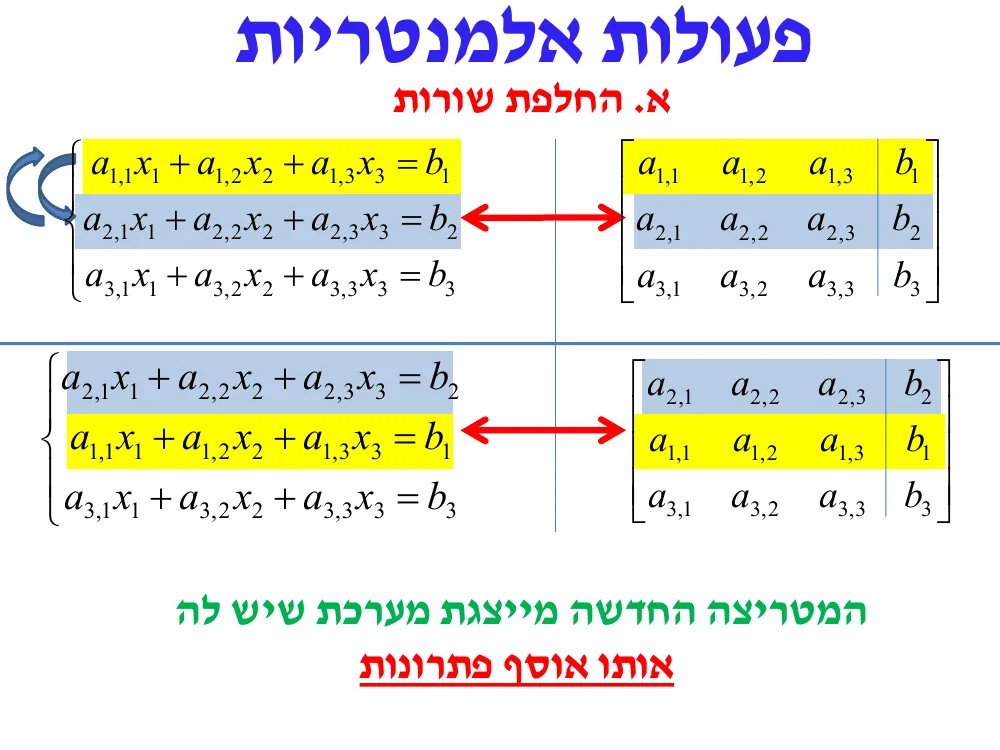 פעולות אלמנטריות
א. החלפת שורות
a₁,₁x₁ + a₁,₂x₂ + a₁,₃x₃ = b₁
a₂,₁x₁ + a₂,₂x₂ + a₂,₃x₃ = b₂
a₃,₁x₁ + a₃,₂x₂ + a₃,₃x₃ = b₃
a₁,₁ a₁,₂ a₁,₃ b₁
a₂,₁ a₂,₂ a₂,₃ b₂
a₃,₁ a₃,₂ a₃,₃ b₃
a₂,₁x₁ + a₂,₂x₂ + a₂,₃x₃ = b₂
a₁,₁x₁ + a₁,₂x₂ + a₁,₃x₃ = b₁
a₃,₁x₁ + a₃,₂x₂ + a₃,₃x₃ = b₃
a₂,₁ a₂,₂ a₂,₃ b₂
a₁,₁ a₁,₂ a₁,₃ b₁
a₃,₁ a₃,₂ a₃,₃ b₃
המטריצה החדשה מייצגת מערכת שיש לה
אותו אוסף פתרונות